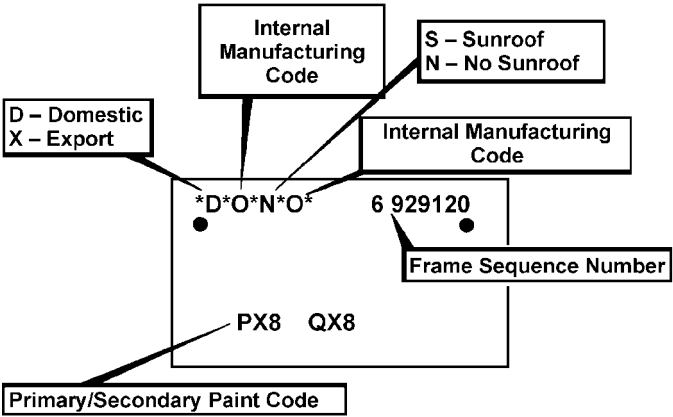 Internal
Manufacturing
Code
S – Sunroof
N – No Sunroof
D – Domestic
X – Export
Internal Manufacturing
Code
*D*O*N*O*
6 929120
Frame Sequence Number
PX8 QX8
Primary/Secondary Paint Code